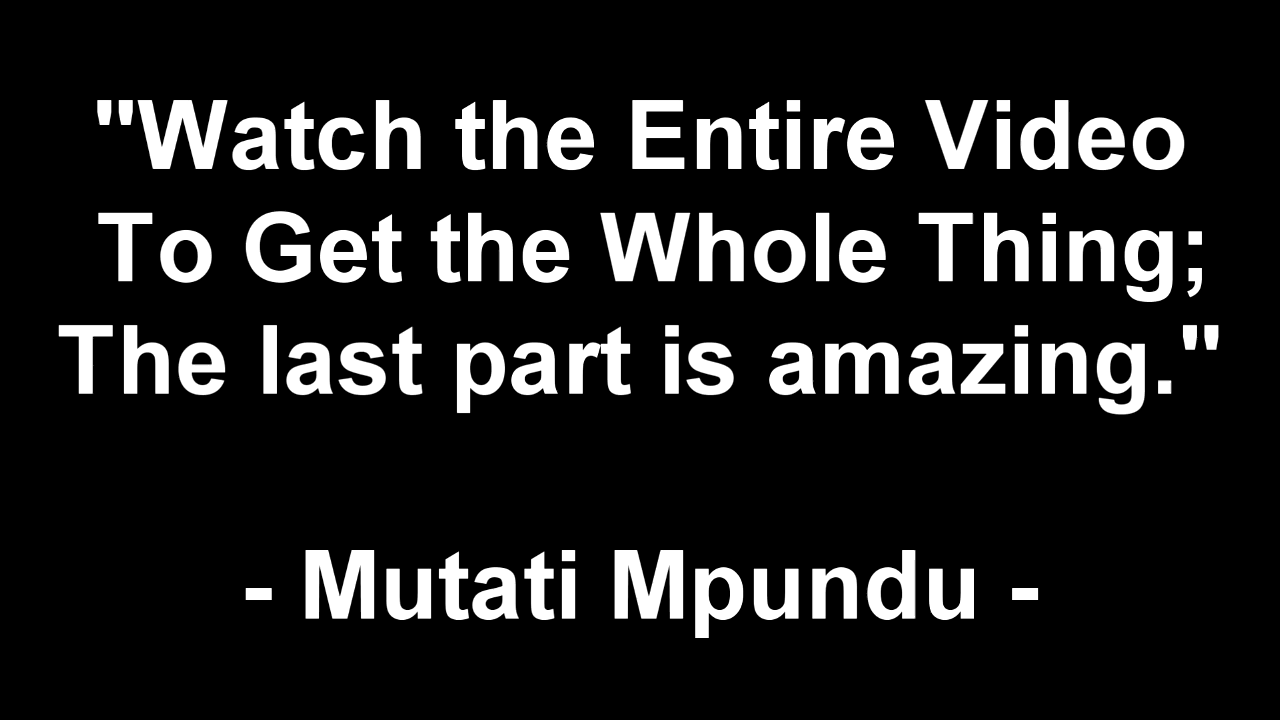 "Watch the Entire Video
To Get the Whole Thing;
The last part is amazing."
- Mutati Mpundu -